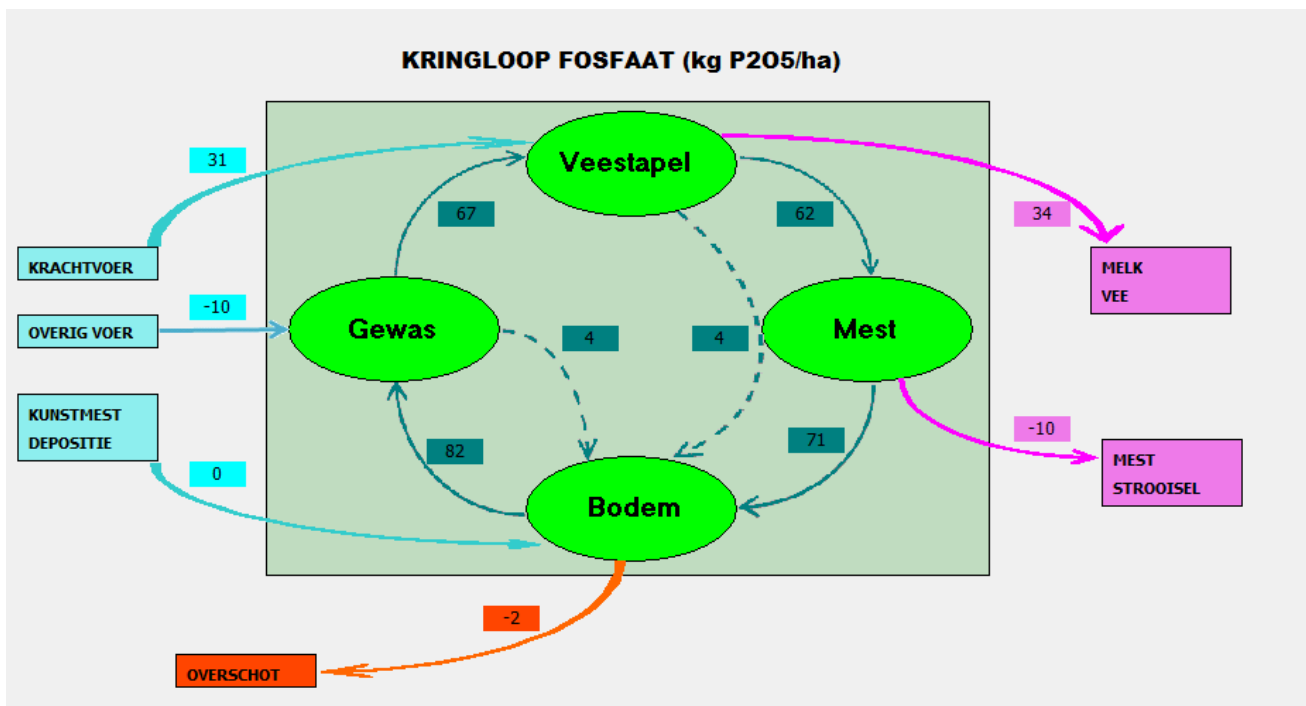 KRINGLOOP FOSFAAT (kg P2O5/ha)
31
Veestapel
67
62
34
KRACHTVOER
MELK
VEE
-10
OVERIG VOER
Gewas
4
4
Mest
KUNSTMEST
DEPOSITIE
82
71
-10
0
MEST
STROOISEL
Bodem
-2
OVERSCHOT